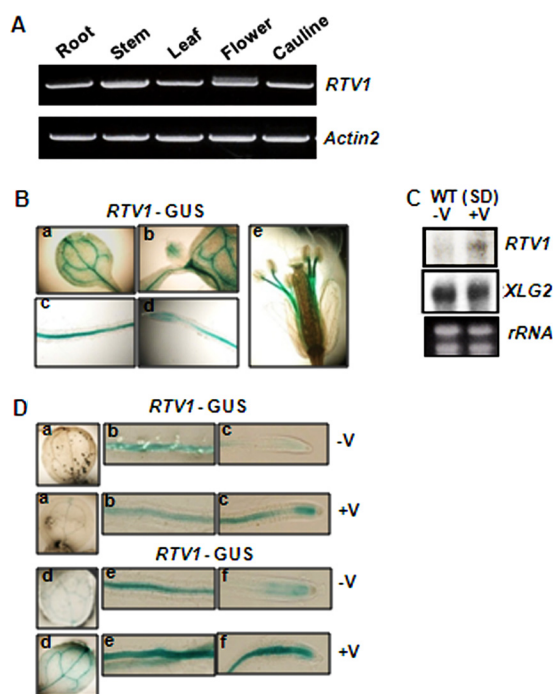 A
Root Stem Leaf Flower Cauline
RTV1
Actin2
B
RTV1 - GUS
a b e
c d
C
WT (SD)
-V +V
RTV1
XLG2
rRNA
D
RTV1 - GUS
a b c -V
a b c +V
RTV1 - GUS
d e f -V
d e f +V